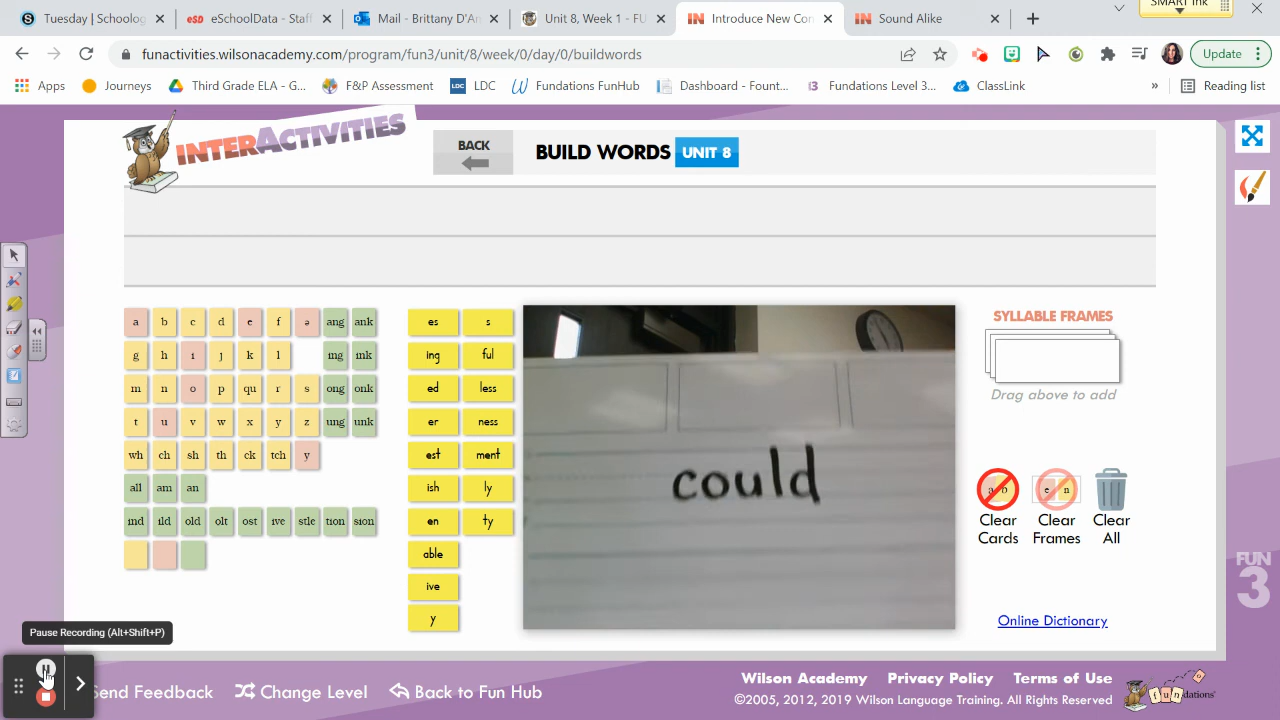 Tuesday | Schoolog
eSchoolData - Staff
Mail - Brittany D'An
Unit 8, Week 1 - FU
Introduce New Con
Sound Alike
SMART Ink
funactivities.wilsonacademy.com/program/fun3/unit/8/week/0/day/0/buildwords
Update
Apps
Journeys
Third Grade ELA - G...
F&P Assessment
LDC
LDC
Fundations FunHub
Dashboard - Fount...
Fundations Level 3...
ClassLink
»
Reading list
INTERACTIVITIES
BACK
BUILD WORDS UNIT 8
a b c d e f ə ang ank
g h i j k l ing ink
m n o p qu r s ong onk
t u v w x y z ung unk
wh ch sh th ck tch y
all am an
ind ild old olt ost ive stle tion sion
es s
ing ful
ed less
er ness
est ment
ish ly
en ty
able
ive
y
could
SYLLABLE FRAMES
Drag above to add
a b
e n
Clear Cards
Clear Frames
Clear All
Online Dictionary
FUN 3
Pause Recording (Alt+Shift+P)
Send Feedback
Change Level
Back to Fun Hub
Wilson Academy Privacy Policy Terms of Use
©2005, 2012, 2019 Wilson Language Training. All Rights Reserved
fundations